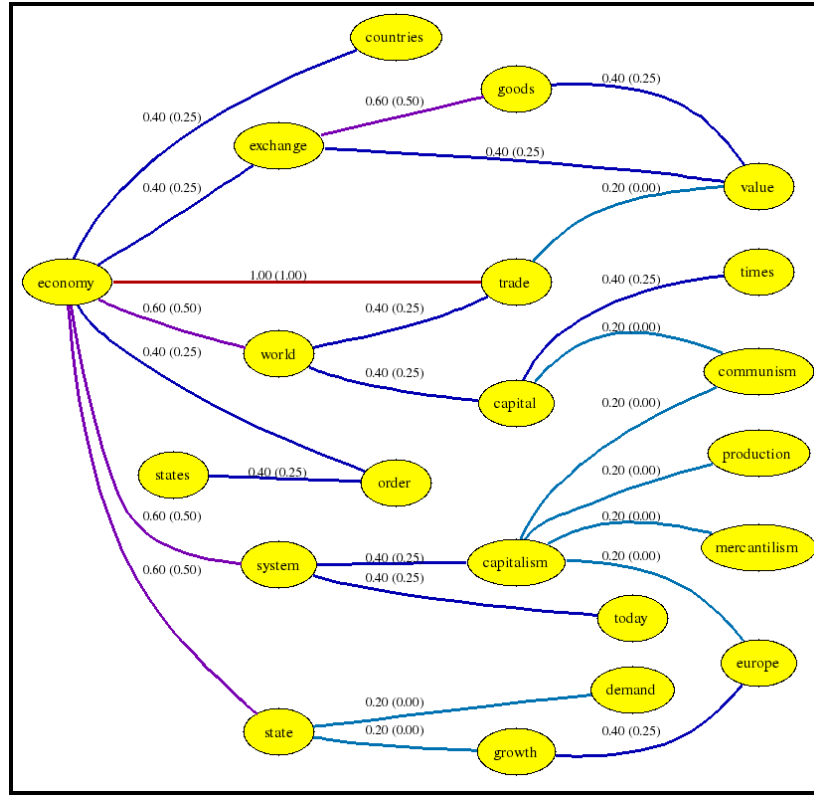 countries
goods
0.40 (0.25)
0.60 (0.50)
0.40 (0.25)
exchange
0.40 (0.25)
0.40 (0.25)
value
0.20 (0.00)
economy
1.00 (1.00)
trade
times
0.40 (0.25)
0.60 (0.50)
0.40 (0.25)
0.20 (0.00)
world
0.40 (0.25)
0.40 (0.25)
communism
capital
0.20 (0.00)
production
states
0.40 (0.25)
order
0.20 (0.00)
0.60 (0.50)
mercantilism
0.20 (0.00)
system
0.40 (0.25)
capitalism
0.60 (0.50)
0.40 (0.25)
today
europe
demand
0.20 (0.00)
state
0.20 (0.00)
growth
0.40 (0.25)